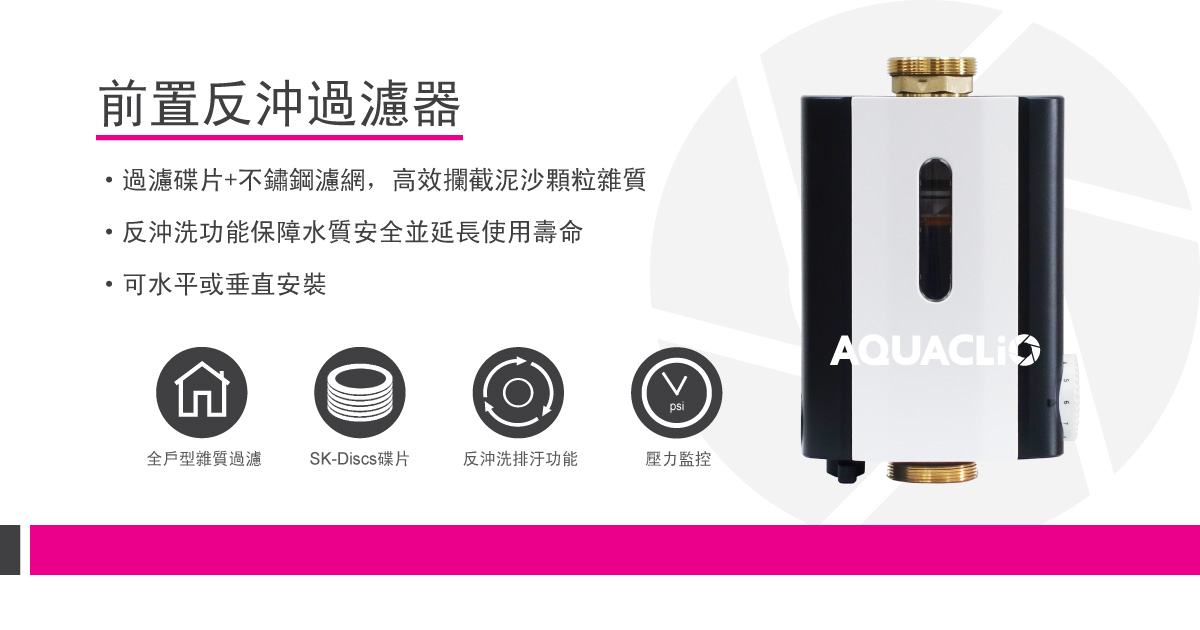 前置反沖過濾器
•過濾碟片+不鏽鋼濾網，高效攔截泥沙顆粒雜質
•反沖洗功能保障水質安全並延長使用壽命
•可水平或垂直安裝
psi
全戶型雜質過濾
SK-Discs碟片
反沖洗排汙功能
壓力監控
AQUACLiO
5
6